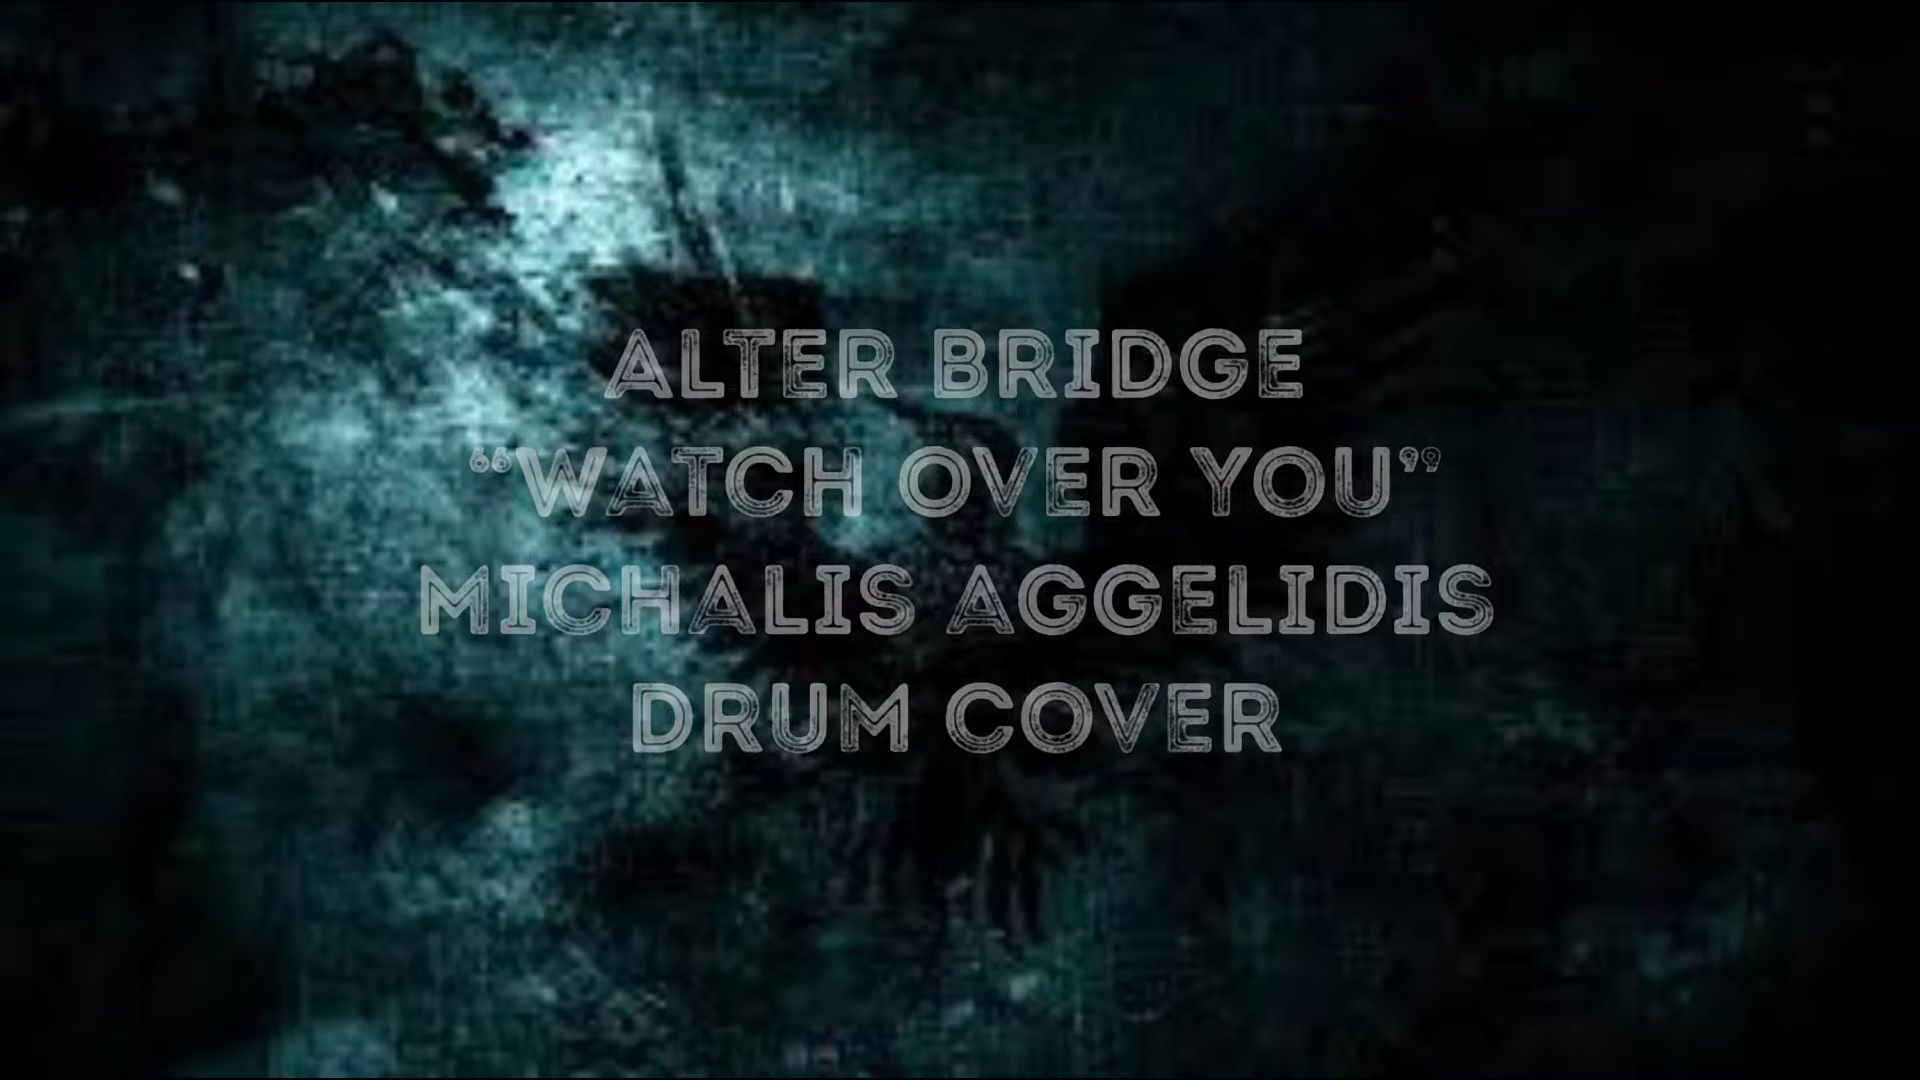 ALTER BRIDGE
“WATCH OVER YOU”
MICHALIS AGGELIDIS
DRUM COVER